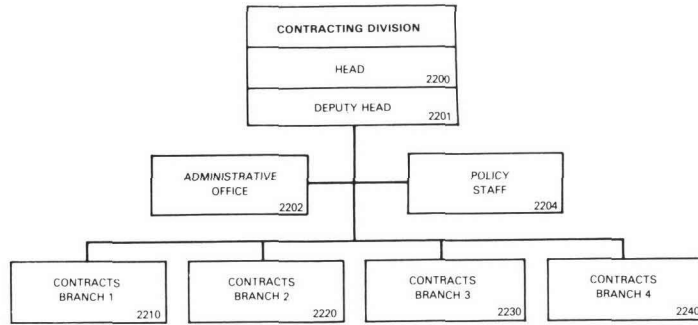 CONTRACTING DIVISION
HEAD
2200
DEPUTY HEAD
2201
ADMINISTRATIVE
OFFICE
2202
POLICY
STAFF
2204
CONTRACTS
BRANCH 1
2210
CONTRACTS
BRANCH 2
2220
CONTRACTS
BRANCH 3
2230
CONTRACTS
BRANCH 4
2240